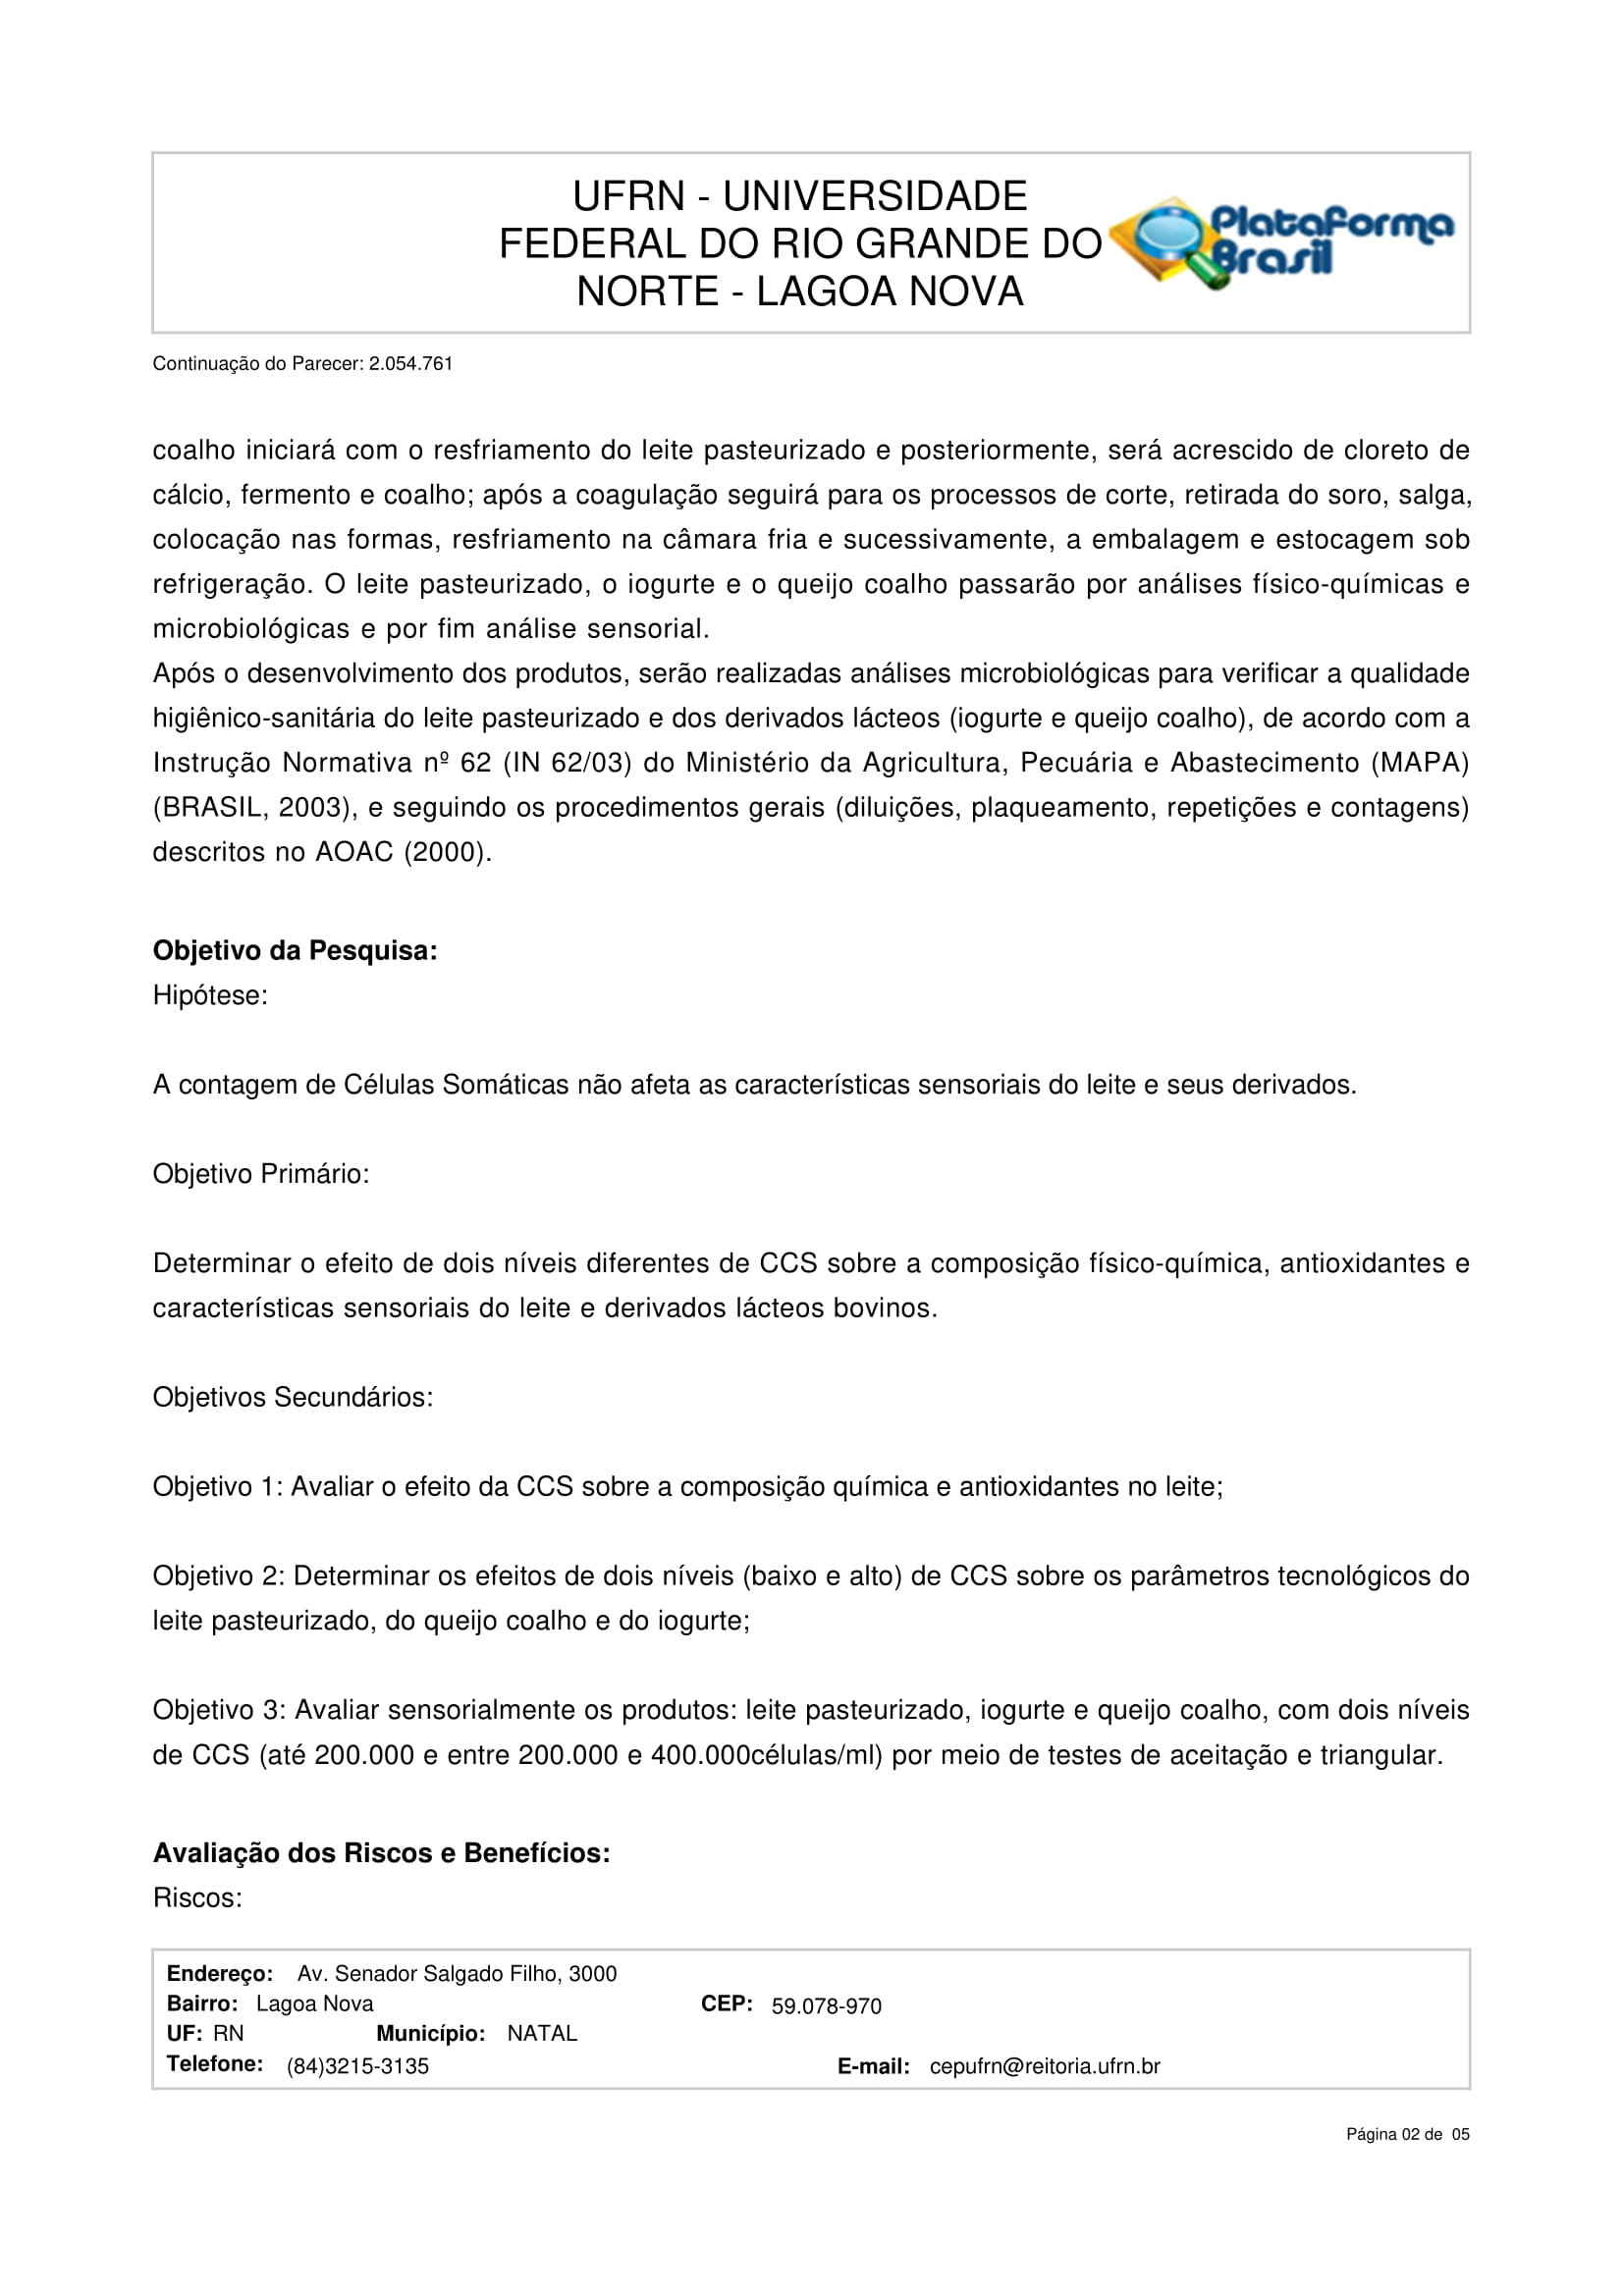 UFRN - UNIVERSIDADE
FEDERAL DO RIO GRANDE DO
NORTE - LAGOA NOVA
Plataforma
Brasil
Continuação do Parecer: 2.054.761
coalho iniciará com o resfriamento do leite pasteurizado e posteriormente, será acrescido de cloreto de
cálcio, fermento e coalho; após a coagulação seguirá para os processos de corte, retirada do soro, salga,
colocação nas formas, resfriamento na câmara fria e sucessivamente, a embalagem e estocagem sob
refrigeração. O leite pasteurizado, o iogurte e o queijo coalho passarão por análises físico-químicas e
microbiológicas e por fim análise sensorial.
Após o desenvolvimento dos produtos, serão realizadas análises microbiológicas para verificar a qualidade
higiênico-sanitária do leite pasteurizado e dos derivados lácteos (iogurte e queijo coalho), de acordo com a
Instrução Normativa nº 62 (IN 62/03) do Ministério da Agricultura, Pecuária e Abastecimento (MAPA)
(BRASIL, 2003), e seguindo os procedimentos gerais (diluições, plaqueamento, repetições e contagens)
descritos no AOAC (2000).
Objetivo da Pesquisa:
Hipótese:
A contagem de Células Somáticas não afeta as características sensoriais do leite e seus derivados.
Objetivo Primário:
Determinar o efeito de dois níveis diferentes de CCS sobre a composição físico-química, antioxidantes e
características sensoriais do leite e derivados lácteos bovinos.
Objetivos Secundários:
Objetivo 1: Avaliar o efeito da CCS sobre a composição química e antioxidantes no leite;
Objetivo 2: Determinar os efeitos de dois níveis (baixo e alto) de CCS sobre os parâmetros tecnológicos do
leite pasteurizado, do queijo coalho e do iogurte;
Objetivo 3: Avaliar sensorialmente os produtos: leite pasteurizado, iogurte e queijo coalho, com dois níveis
de CCS (até 200.000 e entre 200.000 e 400.000células/ml) por meio de testes de aceitação e triangular.
Avaliação dos Riscos e Benefícios:
Riscos:
Endereço: Av. Senador Salgado Filho, 3000
Bairro: Lagoa Nova CEP: 59.078-970
UF: RN Município: NATAL
Telefone: (84)3215-3135 E-mail: cepufrn@reitoria.ufrn.br
Página 02 de 05